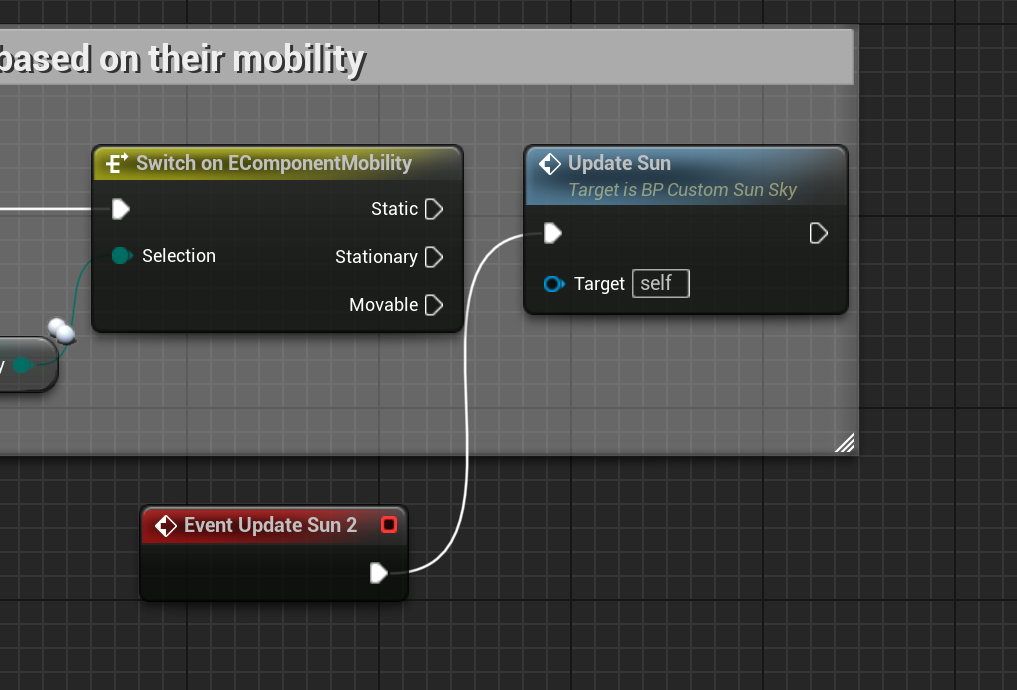 based on their mobility
Switch on EComponentMobility
Static
Selection
Stationary
Movable
Update Sun
Target is BP Custom Sun Sky
Target self
y
Event Update Sun 2